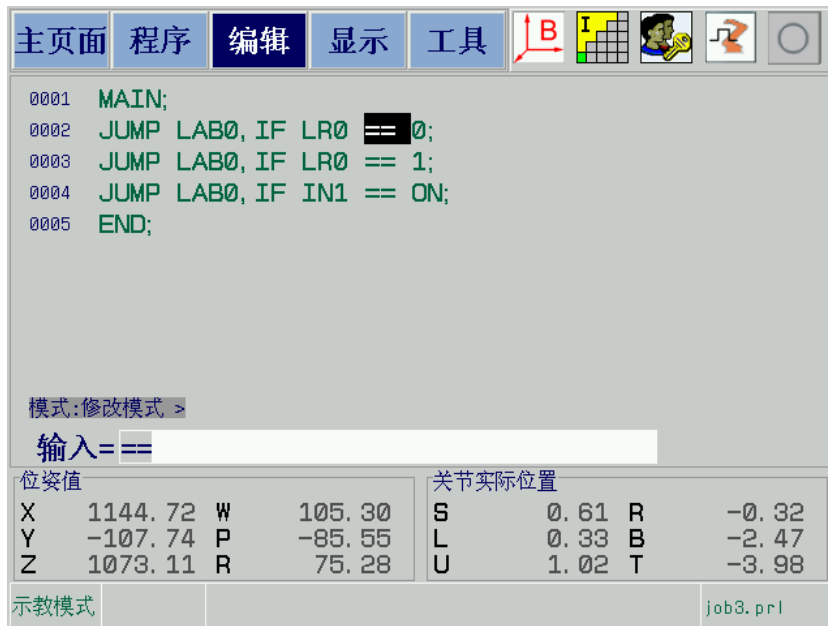 主页面 程序 编辑 显示 工具 B I
0001 MAIN;
0002 JUMP LAB0, IF LR0 == 0;
0003 JUMP LAB0, IF LR0 == 1;
0004 JUMP LAB0, IF IN1 == ON;
0005 END;
模式:修改模式 >
输入= ==
位姿值 关节实际位置
X 1144.72 W 105.30 S 0.61 R -0.32
Y -107.74 P -85.55 L 0.33 B -2.47
Z 1073.11 R 75.28 U 1.02 T -3.98
示教模式 job3.prl